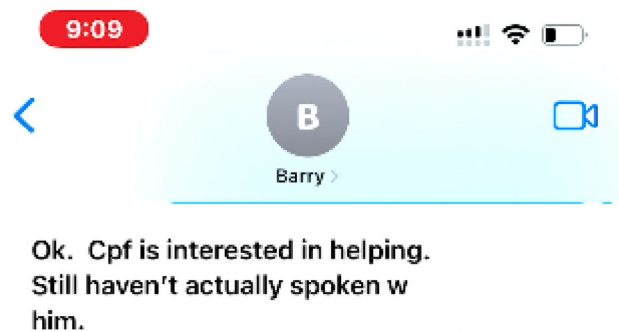 9:09
B
Barry
Ok.  Cpf is interested in helping.
Still haven't actually spoken w
him.